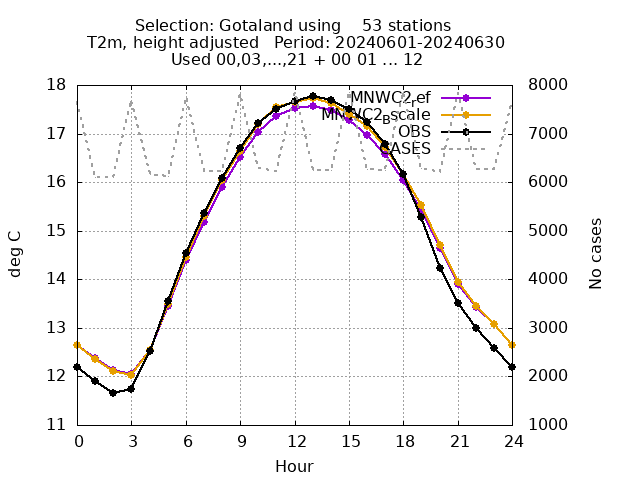 Selection: Gotaland using 53 stations
T2m, height adjusted Period: 20240601-20240630
Used 00,03,...,21 + 00 01 ... 12
18 8000
MNWC2ref
MNWC2Bscale
17 OBS 7000
CASES
16 6000
15 5000
deg C No cases
14 4000
13 3000
12 2000
11 1000
0 3 6 9 12 15 18 21 24
Hour